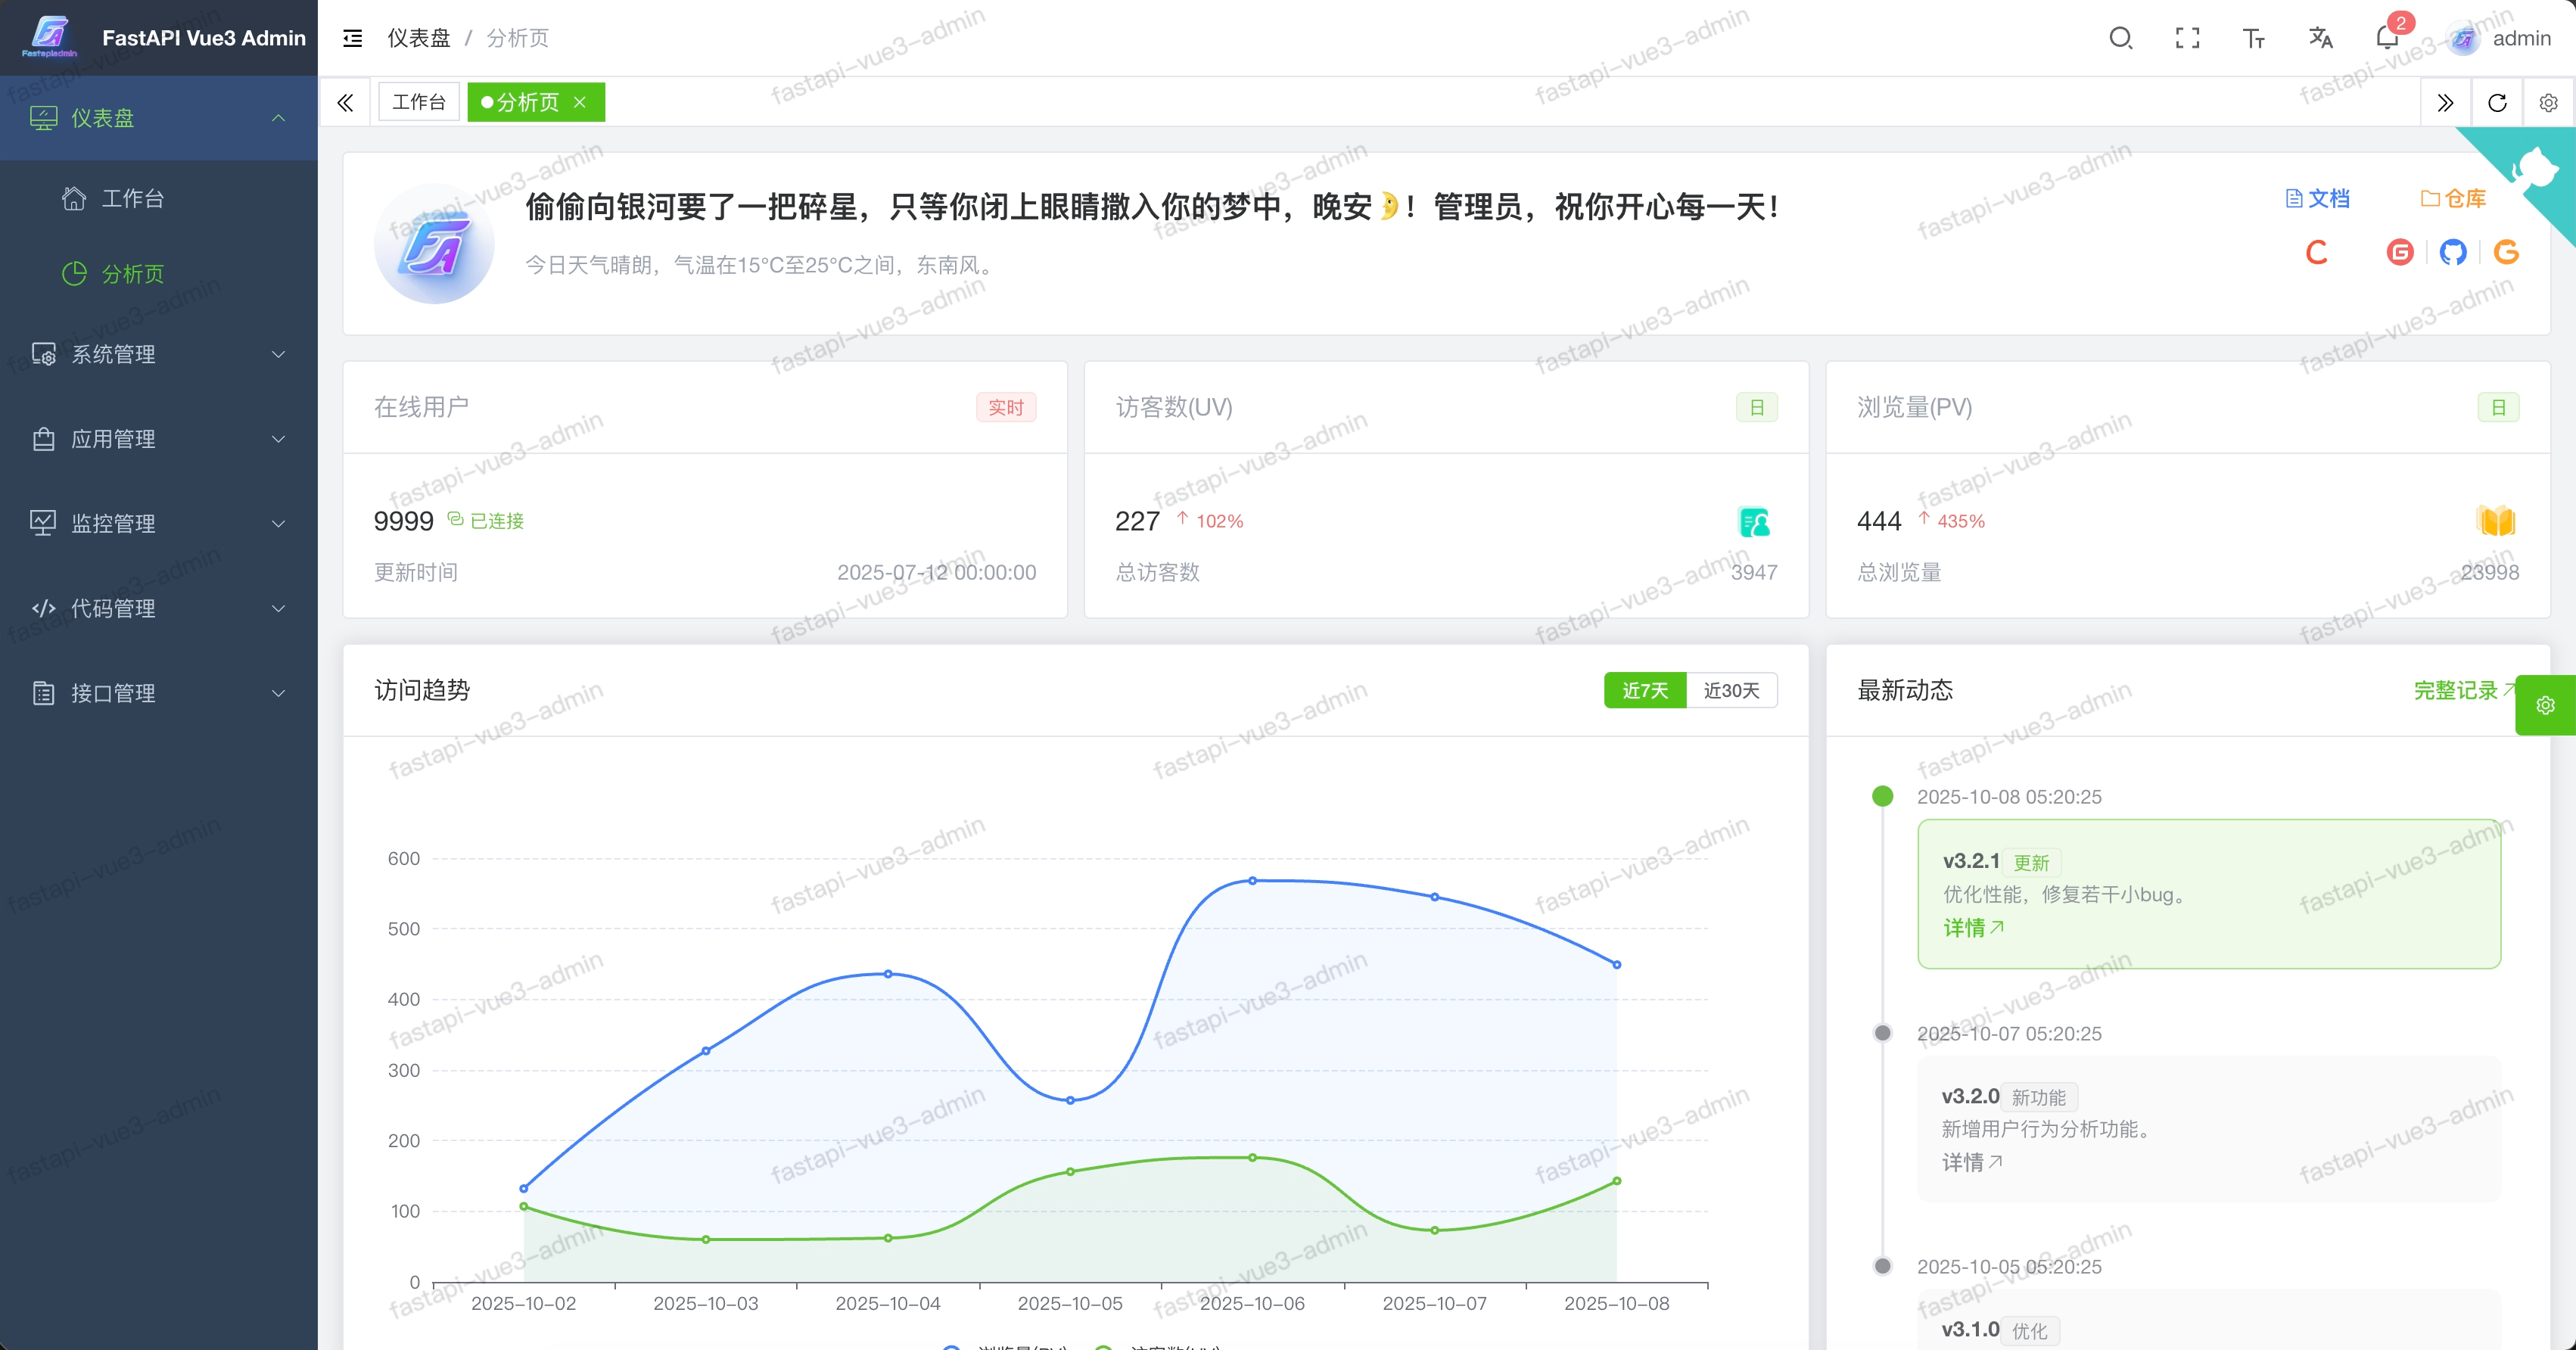 FastAPI Vue3 Admin
Fastapiadmin
仪表盘
工作台
分析页
系统管理
应用管理
监控管理
代码管理
接口管理
仪表盘 / 分析页
2
admin
工作台
分析页
偷偷向银河要了一把碎星，只等你闭上眼睛撒入你的梦中，晚安🌛！管理员，祝你开心每一天！
今日天气晴朗，气温在15°C至25°C之间，东南风。
文档
仓库
在线用户
实时
9999 已连接
更新时间
2025-07-12 00:00:00
访客数(UV)
日
227 102%
总访客数
3947
浏览量(PV)
日
444 435%
总浏览量
23998
访问趋势
近7天
近30天
600
500
400
300
200
100
0
2025-10-02
2025-10-03
2025-10-04
2025-10-05
2025-10-06
2025-10-07
2025-10-08
浏览量(PV)
访客数(UV)
最新动态
完整记录
2025-10-08 05:20:25
v3.2.1 更新
优化性能，修复若干小bug。
详情
2025-10-07 05:20:25
v3.2.0 新功能
新增用户行为分析功能。
详情
2025-10-05 05:20:25
v3.1.0 优化
fastapi-vue3-admin